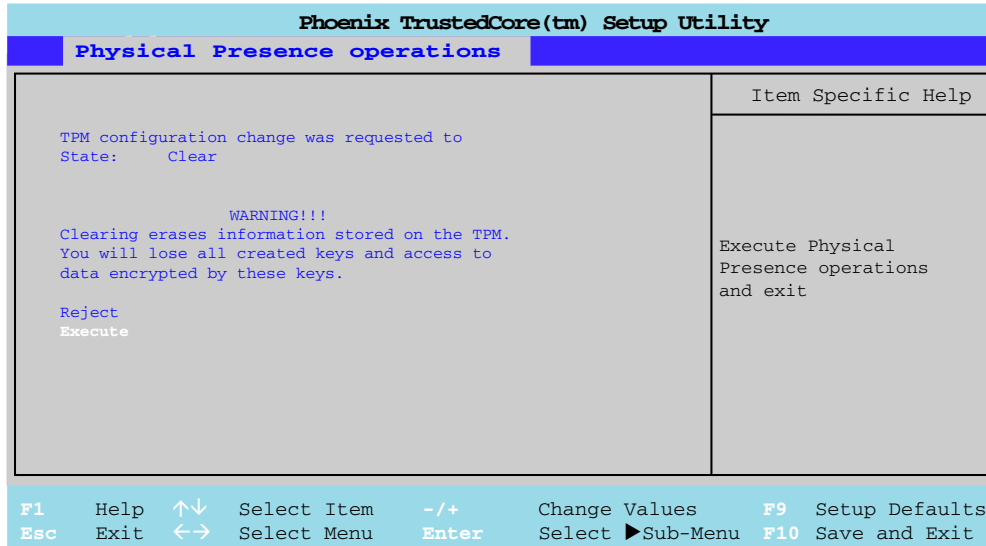 Phoenix TrustedCore(tm) Setup Utility
Physical Presence operations
Item Specific Help
TPM configuration change was requested to
State: Clear
WARNING!!!
Clearing erases information stored on the TPM.
You will lose all created keys and access to
data encrypted by these keys.
Reject
Execute
Execute Physical
Presence operations
and exit
F1 Help ↑↓ Select Item -/+ Change Values F9 Setup Defaults
Esc Exit ←→ Select Menu Enter Select ▶Sub-Menu F10 Save and Exit